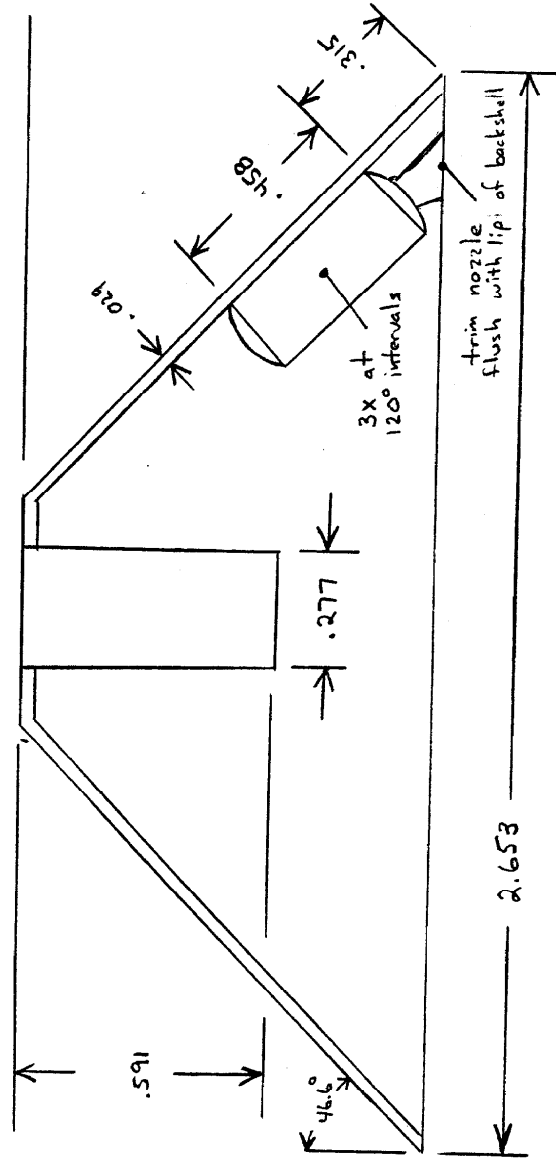 .315
.458
.029
3X at
120° intervals
trim nozzle
flush with lip of backshell
.277
2.653
.591
46.6°